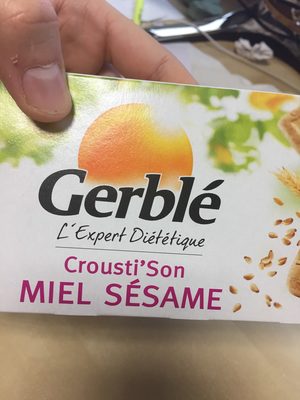 Gerblé
L'Expert Diététique
Crousti'Son
MIEL SÉSAME